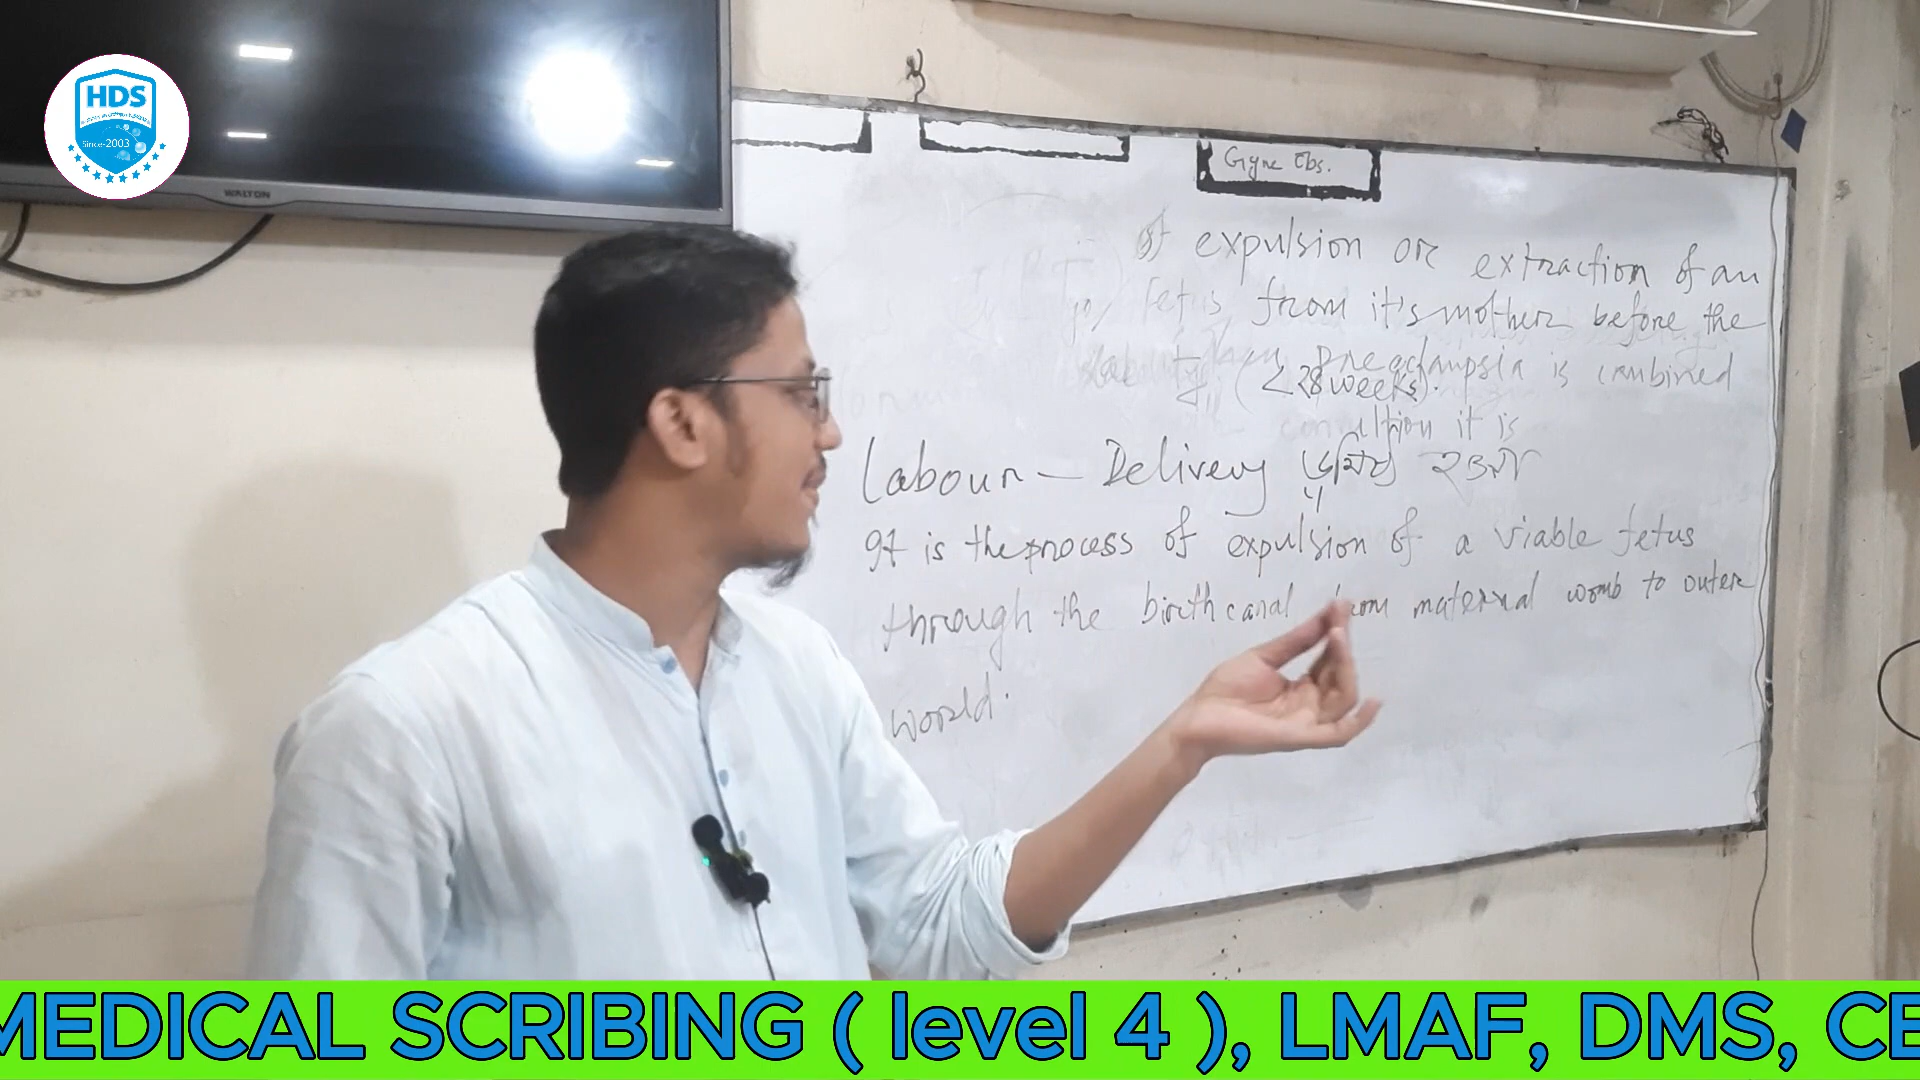 HDS
Since-2003
WALTON
Gyne Obs.
of expulsion or extraction of an
Fetus from it's mother before the
preeclampsia is combined
(< 28 weeks).
it is
Labour - Delivery
It is the process of expulsion of a viable fetus
through the birth canal from maternal womb to outer
world.
MEDICAL SCRIBING ( level 4 ), LMAF, DMS, CE